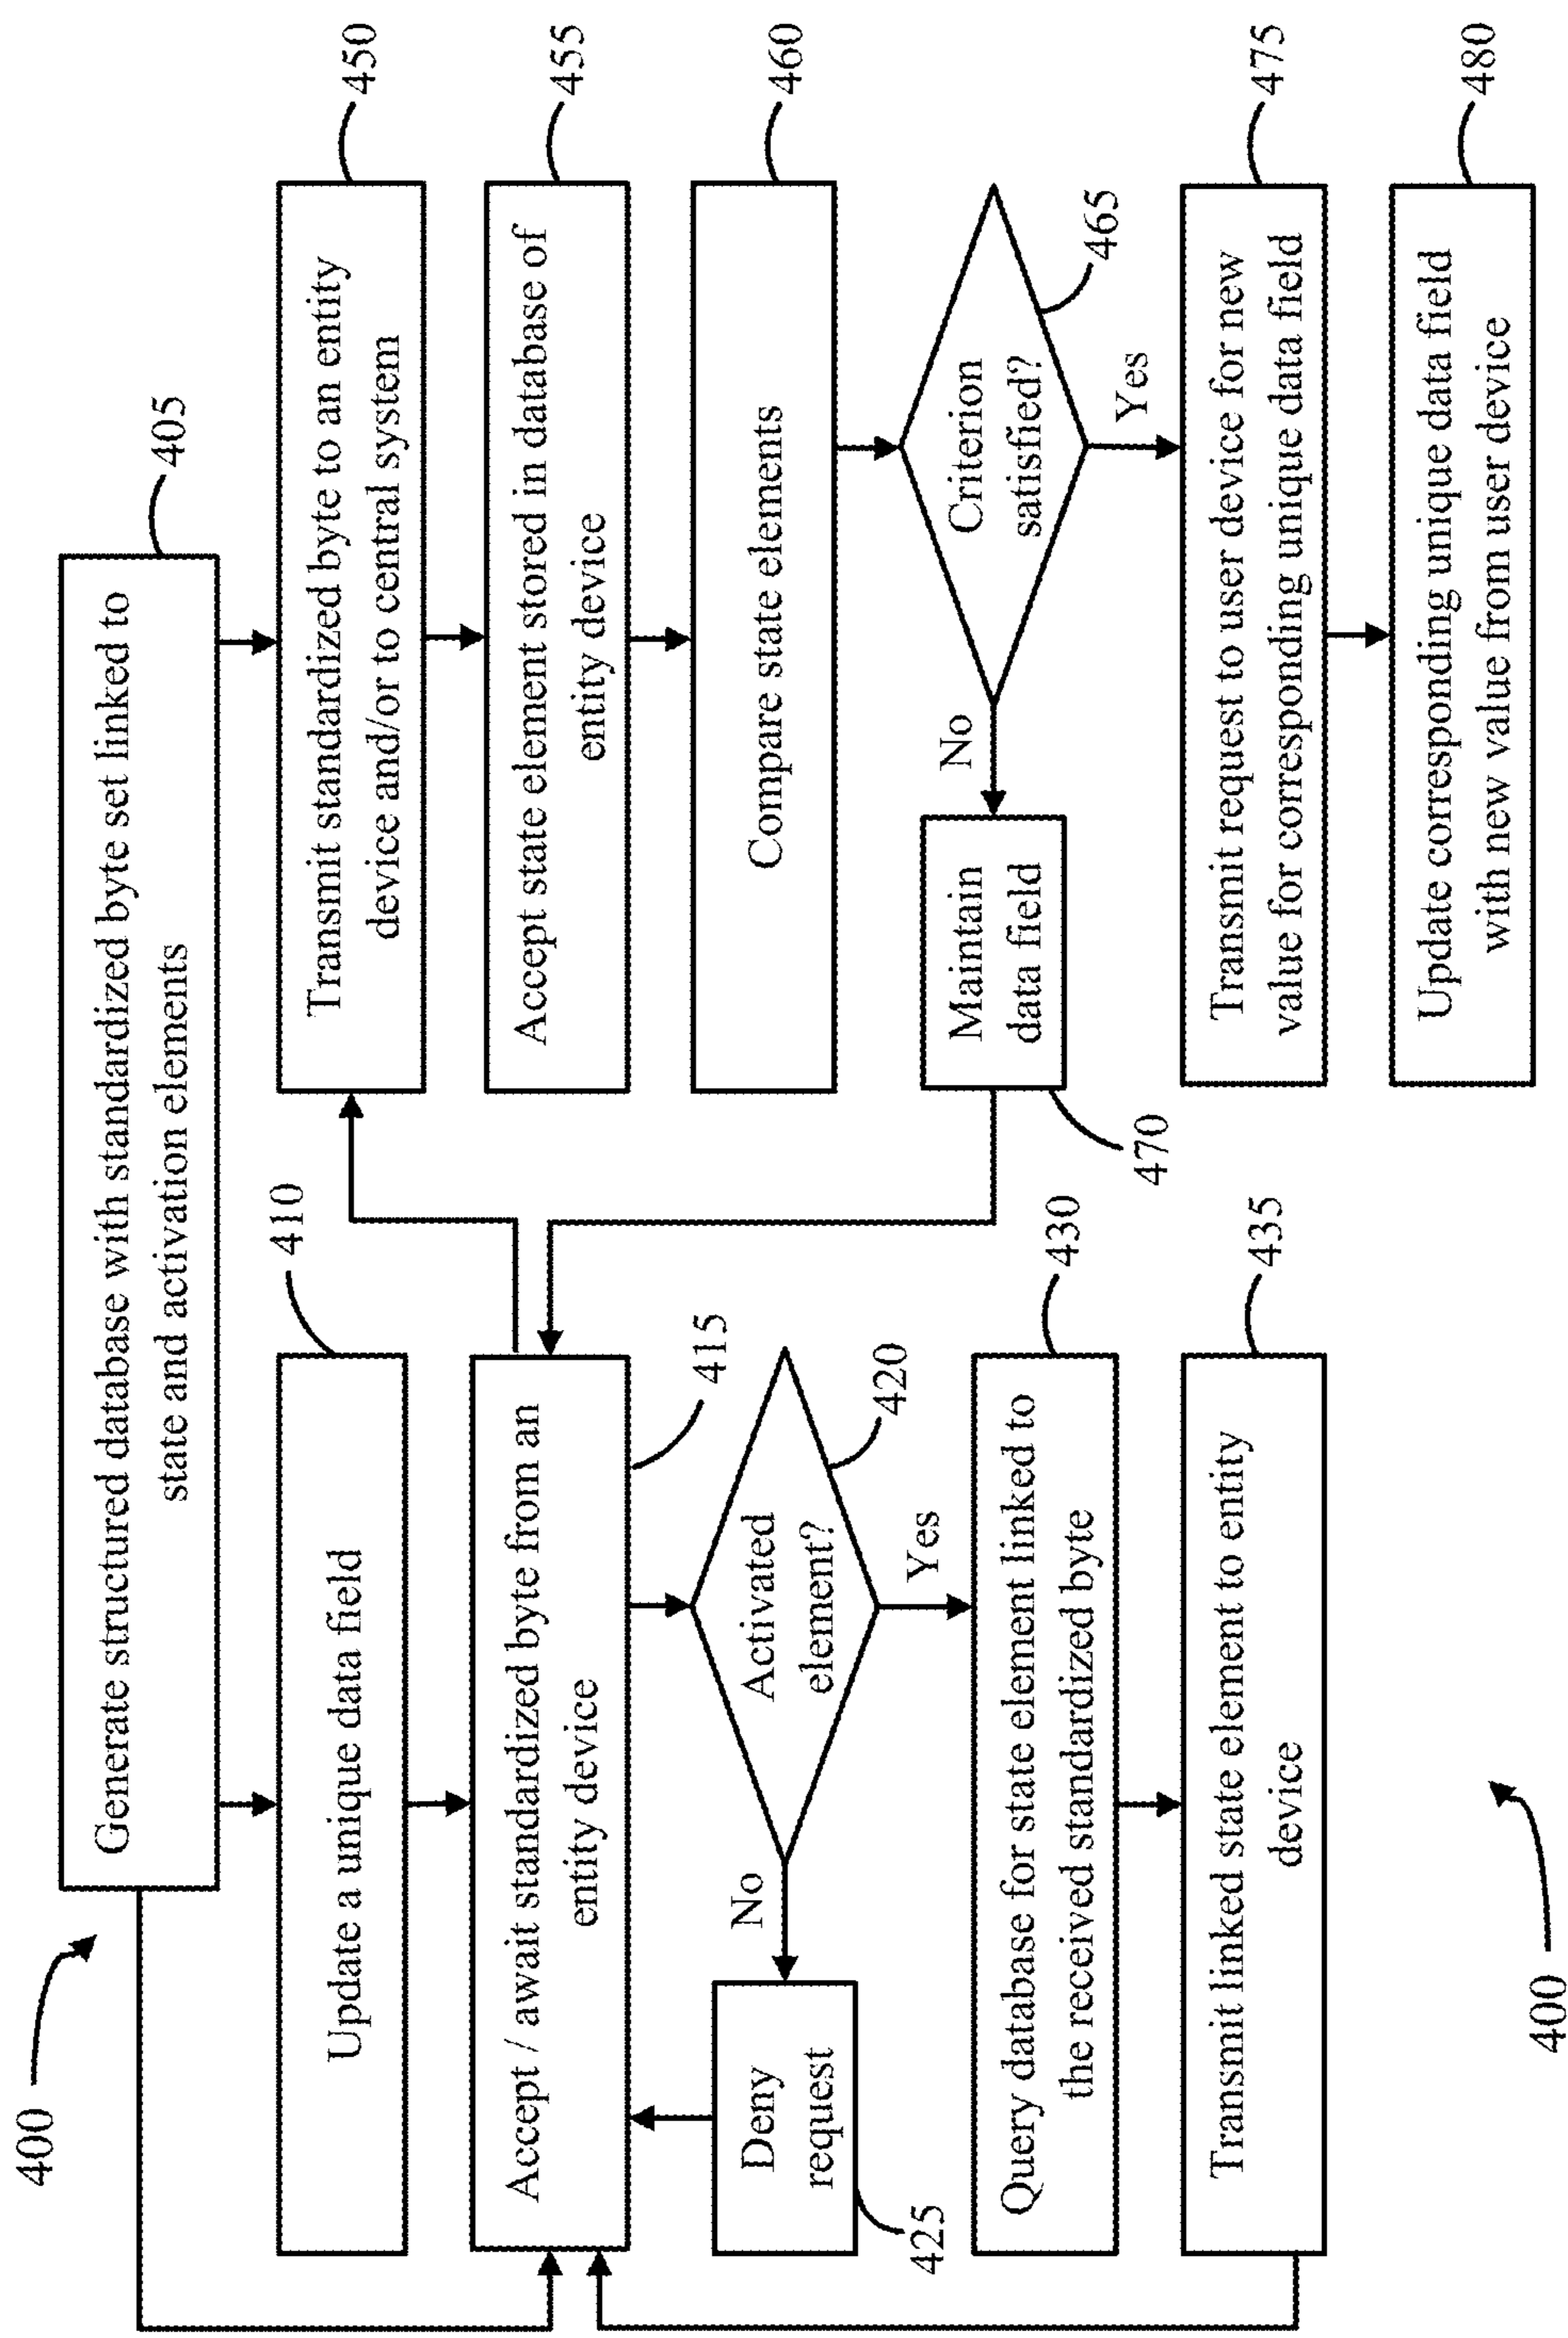 400
Generate structured database with standardized byte set linked to
state and activation elements
405
Update a unique data field
410
Accept / await standardized byte from an
entity device
415
Activated
element?
420
No
Yes
Deny
request
425
Query database for state element linked to
the received standardized byte
430
Transmit linked state element to entity
device
435
Transmit standardized byte to an entity
device and/or to central system
450
Accept state element stored in database of
entity device
455
Compare state elements
460
Criterion
satisfied?
465
No
Yes
Maintain
data field
470
Transmit request to user device for new
value for corresponding unique data field
475
Update corresponding unique data field
with new value from user device
480
400